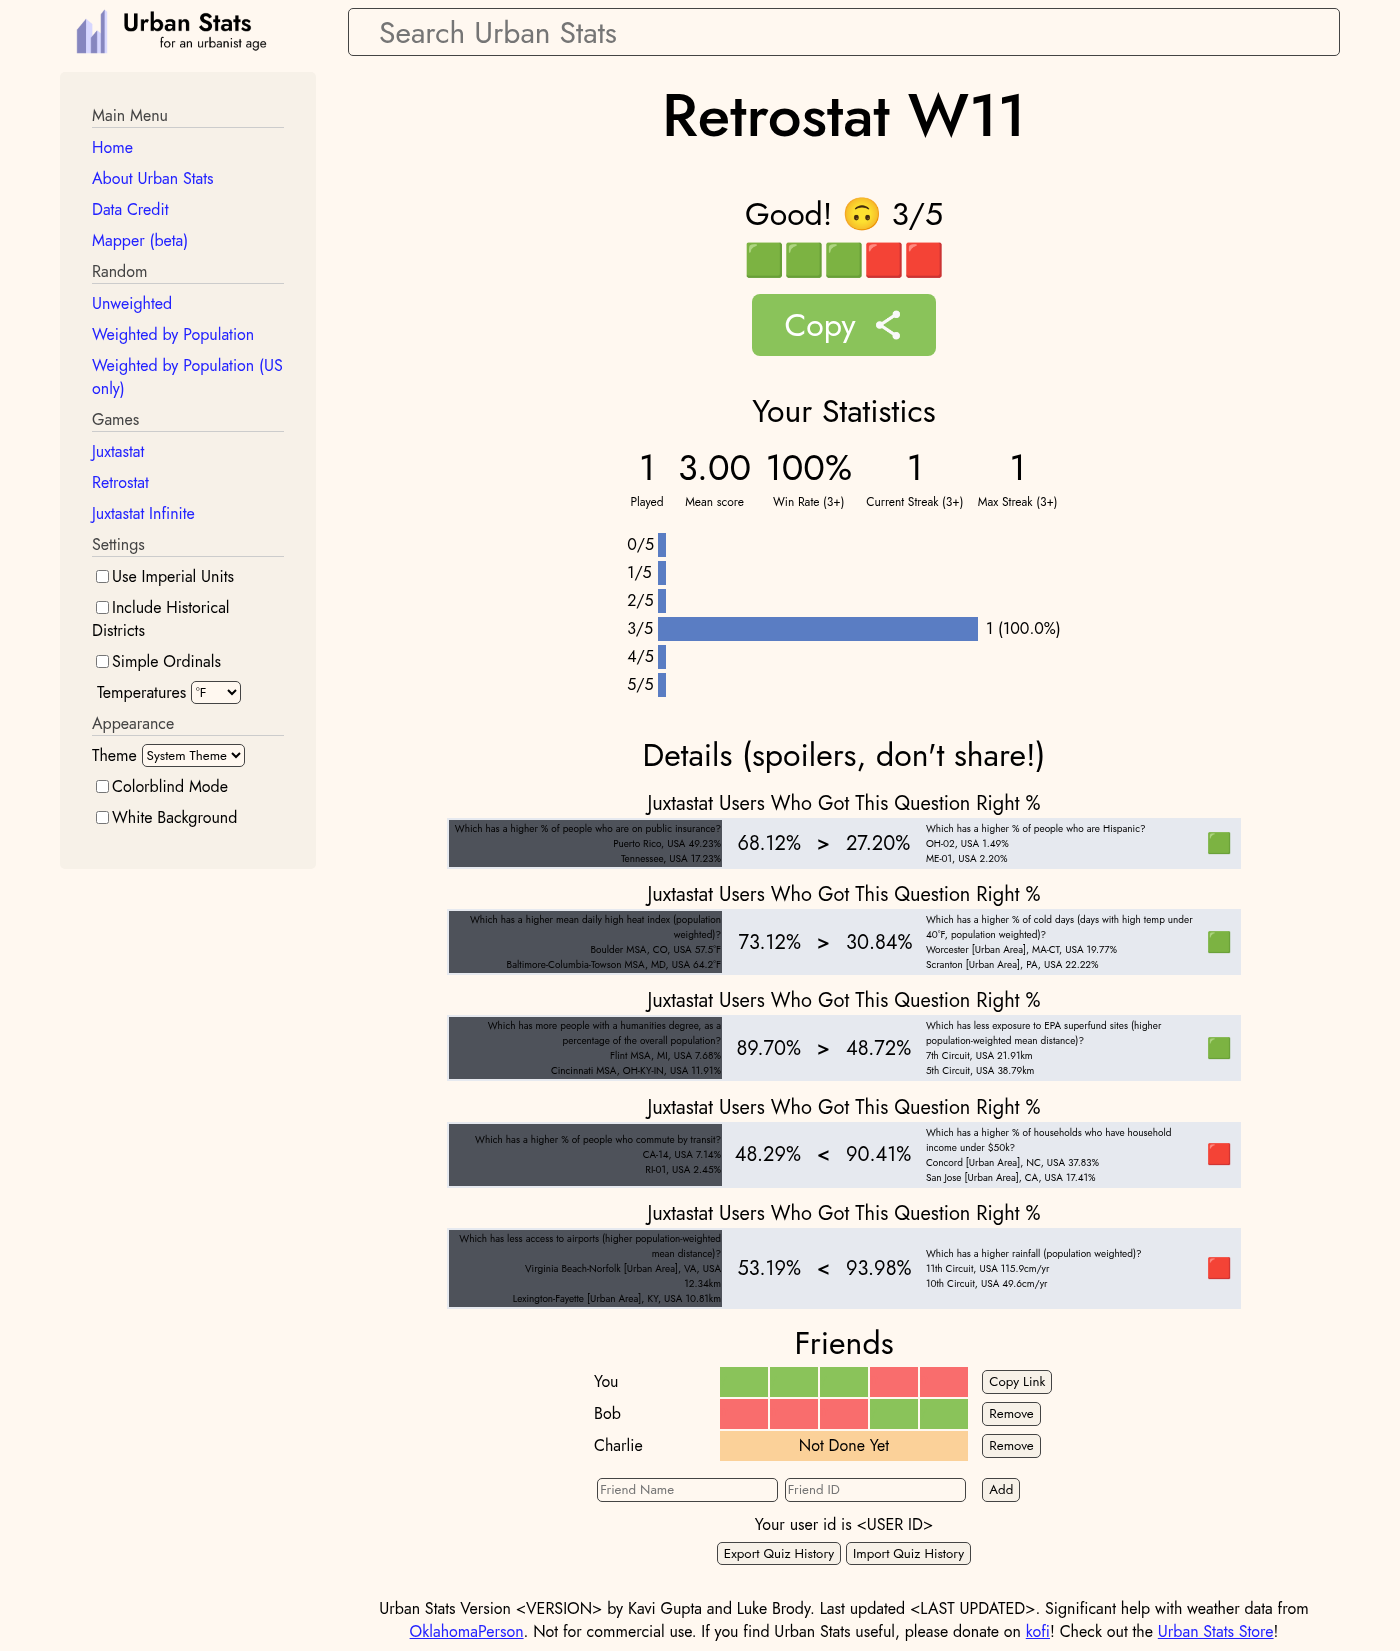 Urban Stats
for an urbanist age
Search Urban Stats
Main Menu
Home
About Urban Stats
Data Credit
Mapper (beta)
Random
Unweighted
Weighted by Population
Weighted by Population (US
only)
Games
Juxtastat
Retrostat
Juxtastat Infinite
Settings
Use Imperial Units
Include Historical
Districts
Simple Ordinals
Temperatures °F
Appearance
Theme System Theme
Colorblind Mode
White Background
Retrostat W11
Good! 🙃 3/5
🟩🟩🟩🟥🟥
Copy
Your Statistics
1 3.00 100% 1 1
Played Mean score Win Rate (3+) Current Streak (3+) Max Streak (3+)
0/5
1/5
2/5
3/5 1 (100.0%)
4/5
5/5
Details (spoilers, don't share!)
Juxtastat Users Who Got This Question Right %
Which has a higher % of people who are on public insurance?
Puerto Rico, USA 49.23%
Tennessee, USA 17.23%
68.12% > 27.20%
Which has a higher % of people who are Hispanic?
OH-02, USA 1.49%
ME-01, USA 2.20%
Juxtastat Users Who Got This Question Right %
Which has a higher mean daily high heat index (population
weighted)?
Boulder MSA, CO, USA 57.5°F
Baltimore-Columbia-Towson MSA, MD, USA 64.2°F
73.12% > 30.84%
Which has a higher % of cold days (days with high temp under
40°F, population weighted)?
Worcester [Urban Area], MA-CT, USA 19.77%
Scranton [Urban Area], PA, USA 22.22%
Juxtastat Users Who Got This Question Right %
Which has more people with a humanities degree, as a
percentage of the overall population?
Flint MSA, MI, USA 7.68%
Cincinnati MSA, OH-KY-IN, USA 11.91%
89.70% > 48.72%
Which has less exposure to EPA superfund sites (higher
population-weighted mean distance)?
7th Circuit, USA 21.91km
5th Circuit, USA 38.79km
Juxtastat Users Who Got This Question Right %
Which has a higher % of people who commute by transit?
CA-14, USA 7.14%
RI-01, USA 2.45%
48.29% < 90.41%
Which has a higher % of households who have household
income under $50k?
Concord [Urban Area], NC, USA 37.83%
San Jose [Urban Area], CA, USA 17.41%
Juxtastat Users Who Got This Question Right %
Which has less access to airports (higher population-weighted
mean distance)?
Virginia Beach-Norfolk [Urban Area], VA, USA
12.34km
Lexington-Fayette [Urban Area], KY, USA 10.81km
53.19% < 93.98%
Which has a higher rainfall (population weighted)?
11th Circuit, USA 115.9cm/yr
10th Circuit, USA 49.6cm/yr
Friends
You Copy Link
Bob Remove
Charlie Not Done Yet Remove
Friend Name Friend ID Add
Your user id is <USER ID>
Export Quiz History Import Quiz History
Urban Stats Version <VERSION> by Kavi Gupta and Luke Brody. Last updated <LAST UPDATED>. Significant help with weather data from
OklahomaPerson. Not for commercial use. If you find Urban Stats useful, please donate on kofi! Check out the Urban Stats Store!